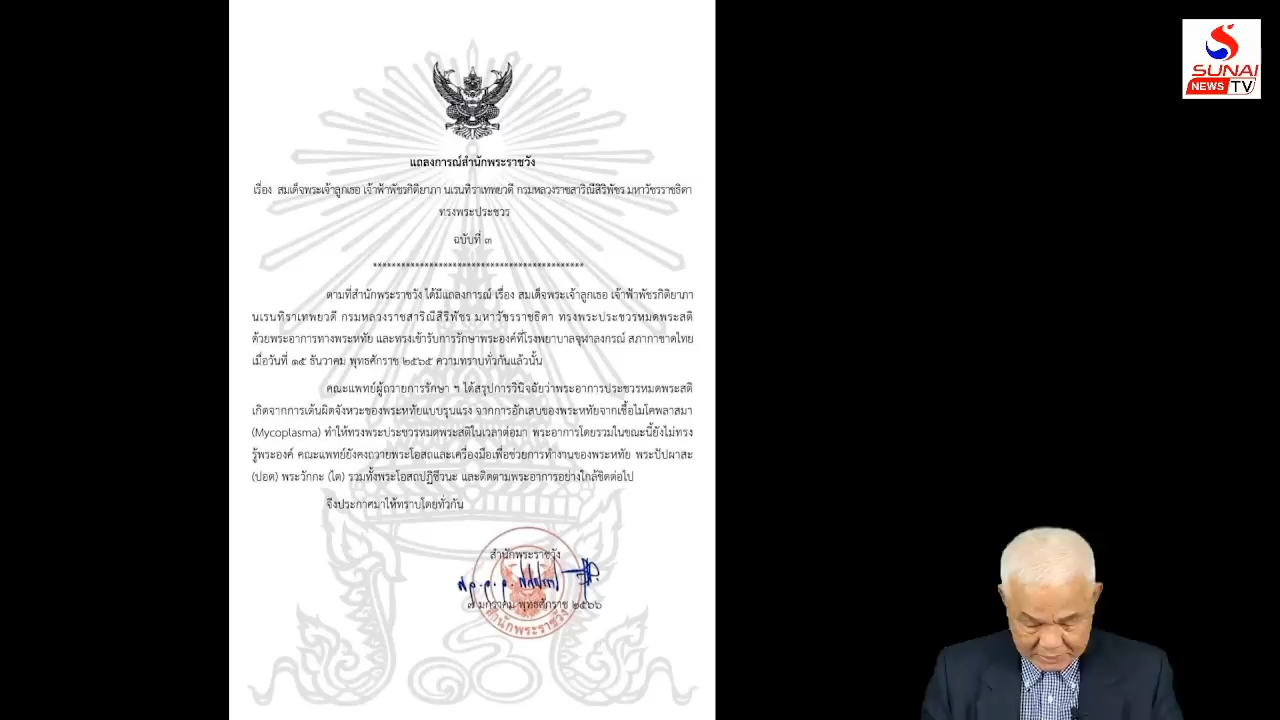 แถลงการณ์สำนักพระราชวัง
เรื่อง สมเด็จพระเจ้าลูกเธอ เจ้าฟ้าพัชรกิติยาภา นเรนทิราเทพยวดี กรมหลวงราชสาริณีสิริพัชร มหาวัชรราชธิดา
ทรงพระประชวร
ฉบับที่ ๓
ตามที่สำนักพระราชวัง ได้มีแถลงการณ์ เรื่อง สมเด็จพระเจ้าลูกเธอ เจ้าฟ้าพัชรกิติยาภา
นเรนทิราเทพยวดี กรมหลวงราชสาริณีสิริพัชร มหาวัชรราชธิดา ทรงพระประชวรหมดพระสติ
ด้วยพระอาการทางพระหทัย และทรงเข้ารับการรักษาพระองค์ที่โรงพยาบาลจุฬาลงกรณ์ สภากาชาดไทย
เมื่อวันที่ ๑๕ ธันวาคม พุทธศักราช ๒๕๖๕ ความทราบทั่วกันแล้วนั้น
คณะแพทย์ผู้ถวายการรักษา ฯ ได้สรุปการวินิจฉัยว่าพระอาการประชวรหมดพระสติ
เกิดจากการเต้นผิดจังหวะของพระหทัยแบบรุนแรง จากการอักเสบของพระหทัยจากเชื้อไมโคพลาสมา
(Mycoplasma) ทำให้ทรงพระประชวรหมดพระสติในเวลาต่อมา พระอาการโดยรวมในขณะนี้ยังไม่ทรง
รู้พระองค์ คณะแพทย์ยังคงถวายพระโอสถและเครื่องมือเพื่อช่วยการทำงานของพระหทัย พระปัปผาสะ
(ปอด) พระวักกะ (ไต) รวมทั้งพระโอสถปฏิชีวนะ และติดตามพระอาการอย่างใกล้ชิดต่อไป
จึงประกาศมาให้ทราบโดยทั่วกัน
สำนักพระราชวัง
๗ มกราคม พุทธศักราช ๒๕๖๖
สำนักพระราชวัง
SUNAI
NEWS TV